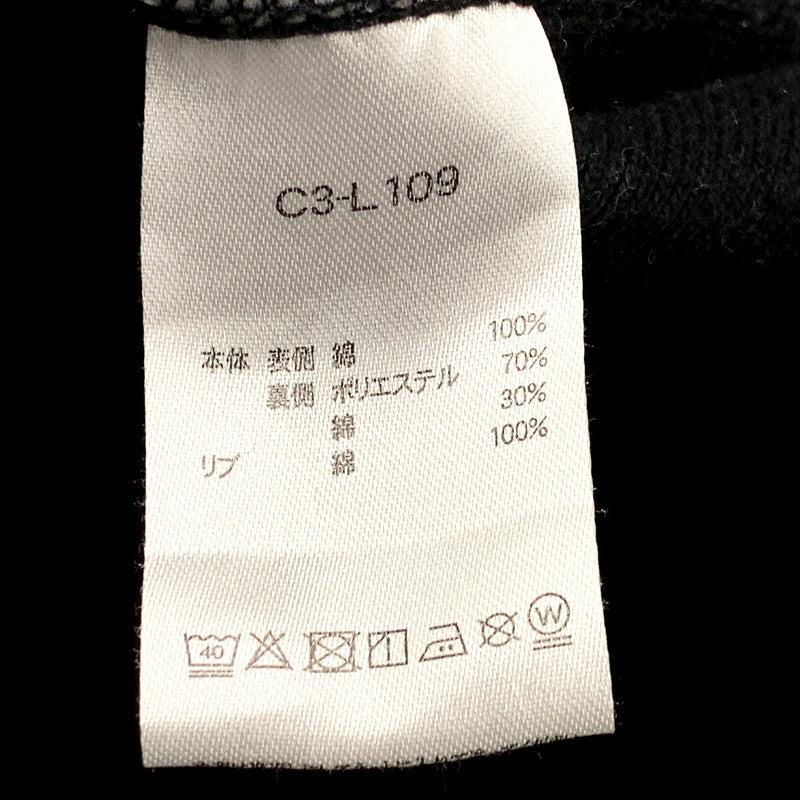 C3-L109
本体 表側 綿 100%
裏側 ポリエステル 70%
綿 30%
リブ 綿 100%
40
W